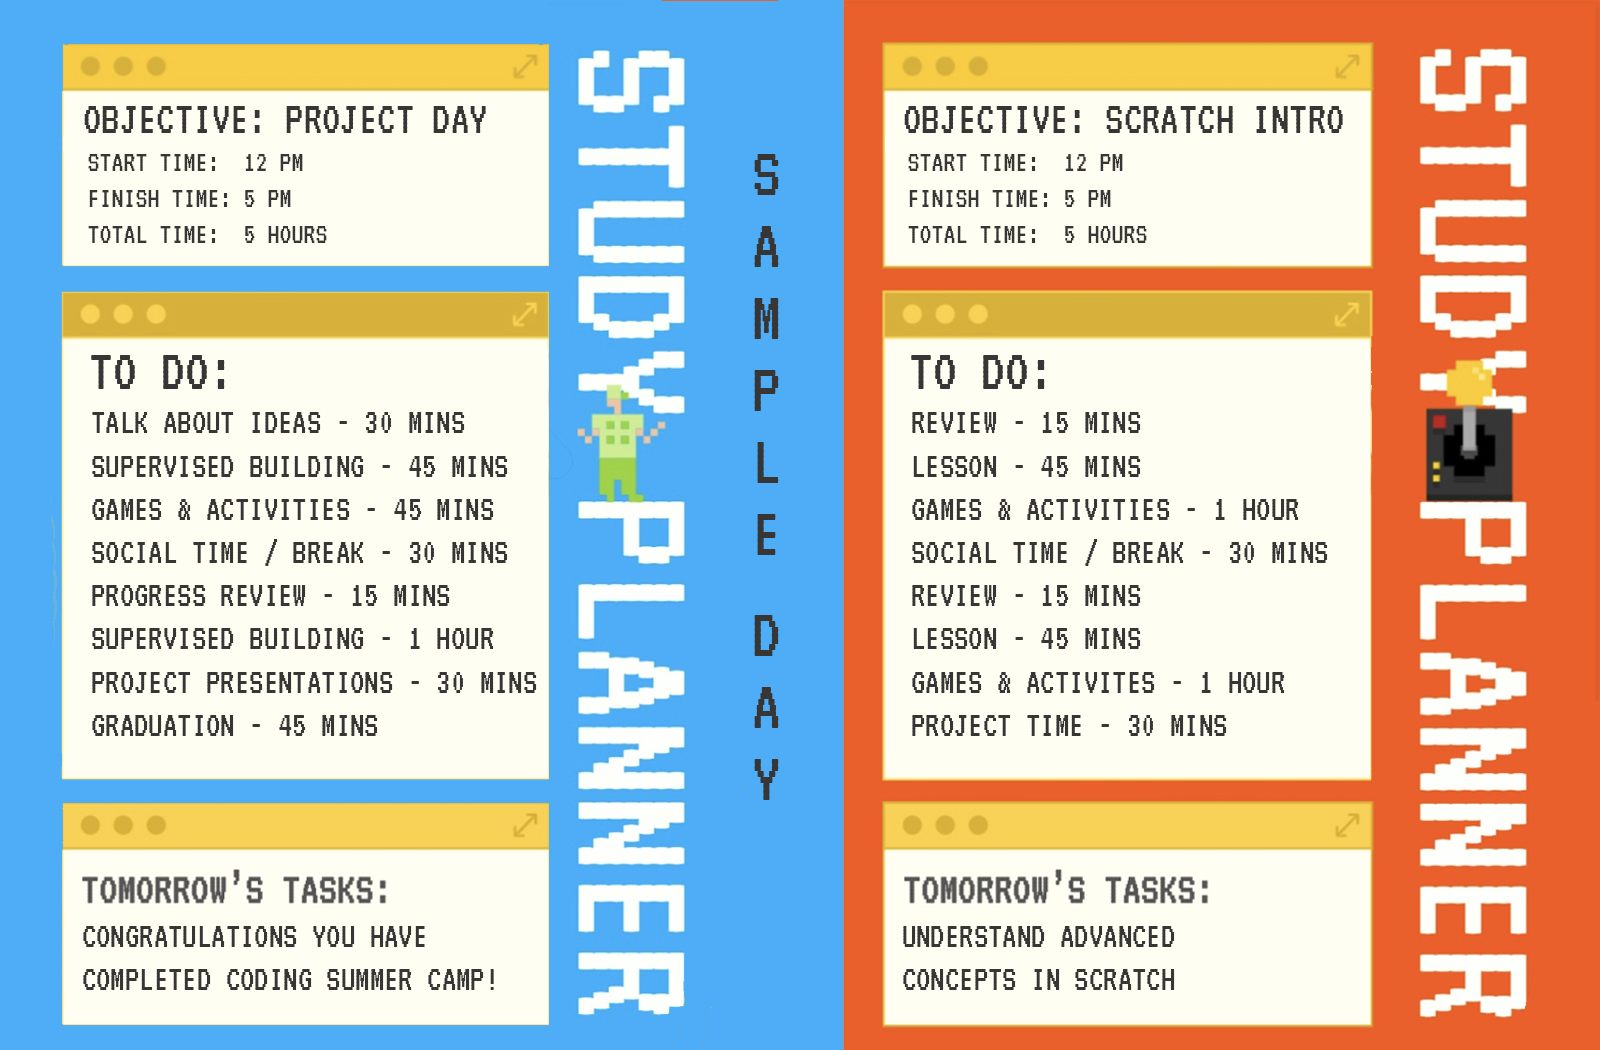 OBJECTIVE: PROJECT DAY
START TIME: 12 PM
FINISH TIME: 5 PM
TOTAL TIME: 5 HOURS
TO DO:
TALK ABOUT IDEAS - 30 MINS
SUPERVISED BUILDING - 45 MINS
GAMES & ACTIVITIES - 45 MINS
SOCIAL TIME / BREAK - 30 MINS
PROGRESS REVIEW - 15 MINS
SUPERVISED BUILDING - 1 HOUR
PROJECT PRESENTATIONS - 30 MINS
GRADUATION - 45 MINS
TOMORROW'S TASKS:
CONGRATULATIONS YOU HAVE
COMPLETED CODING SUMMER CAMP!
STUDY PLANNER
SAMPLE DAY
OBJECTIVE: SCRATCH INTRO
START TIME: 12 PM
FINISH TIME: 5 PM
TOTAL TIME: 5 HOURS
TO DO:
REVIEW - 15 MINS
LESSON - 45 MINS
GAMES & ACTIVITIES - 1 HOUR
SOCIAL TIME / BREAK - 30 MINS
REVIEW - 15 MINS
LESSON - 45 MINS
GAMES & ACTIVITES - 1 HOUR
PROJECT TIME - 30 MINS
TOMORROW'S TASKS:
UNDERSTAND ADVANCED
CONCEPTS IN SCRATCH
STUDY PLANNER